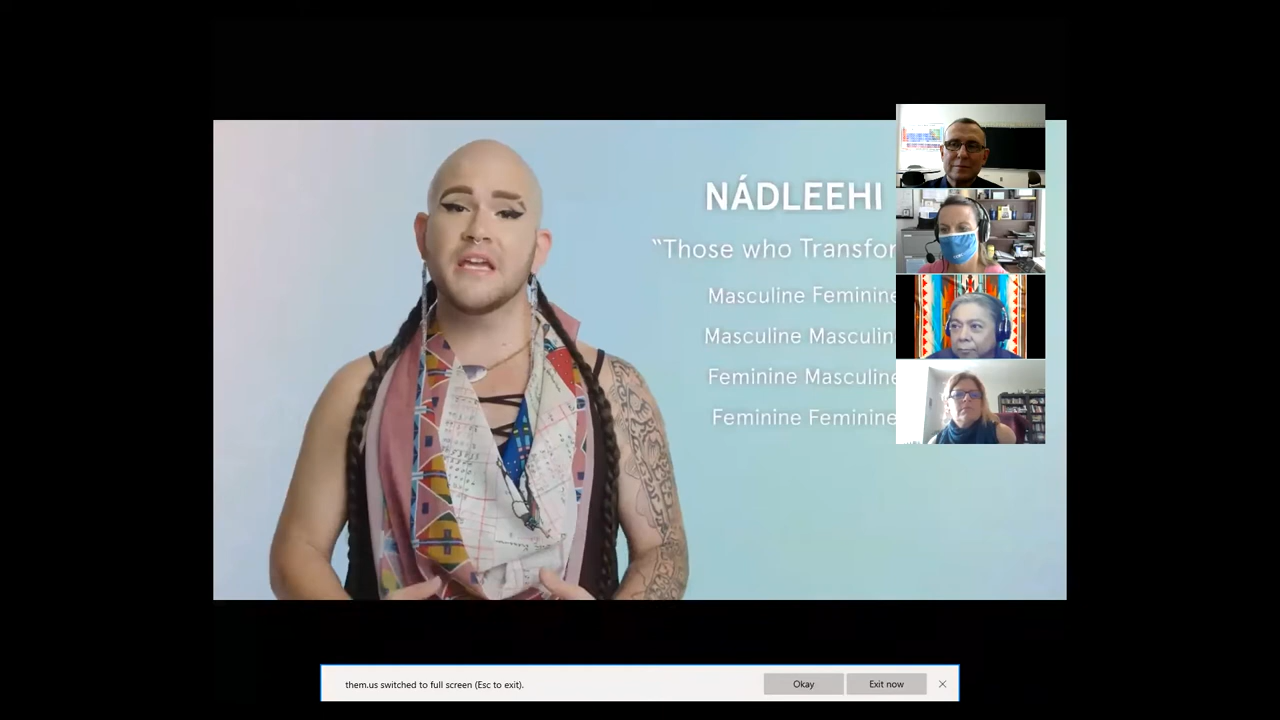 NÁDLEEHI
“Those who Transfor
Masculine Feminine
Masculine Masculin
Feminine Masculine
Feminine Feminine
them.us switched to full screen (Esc to exit).
Okay
Exit now